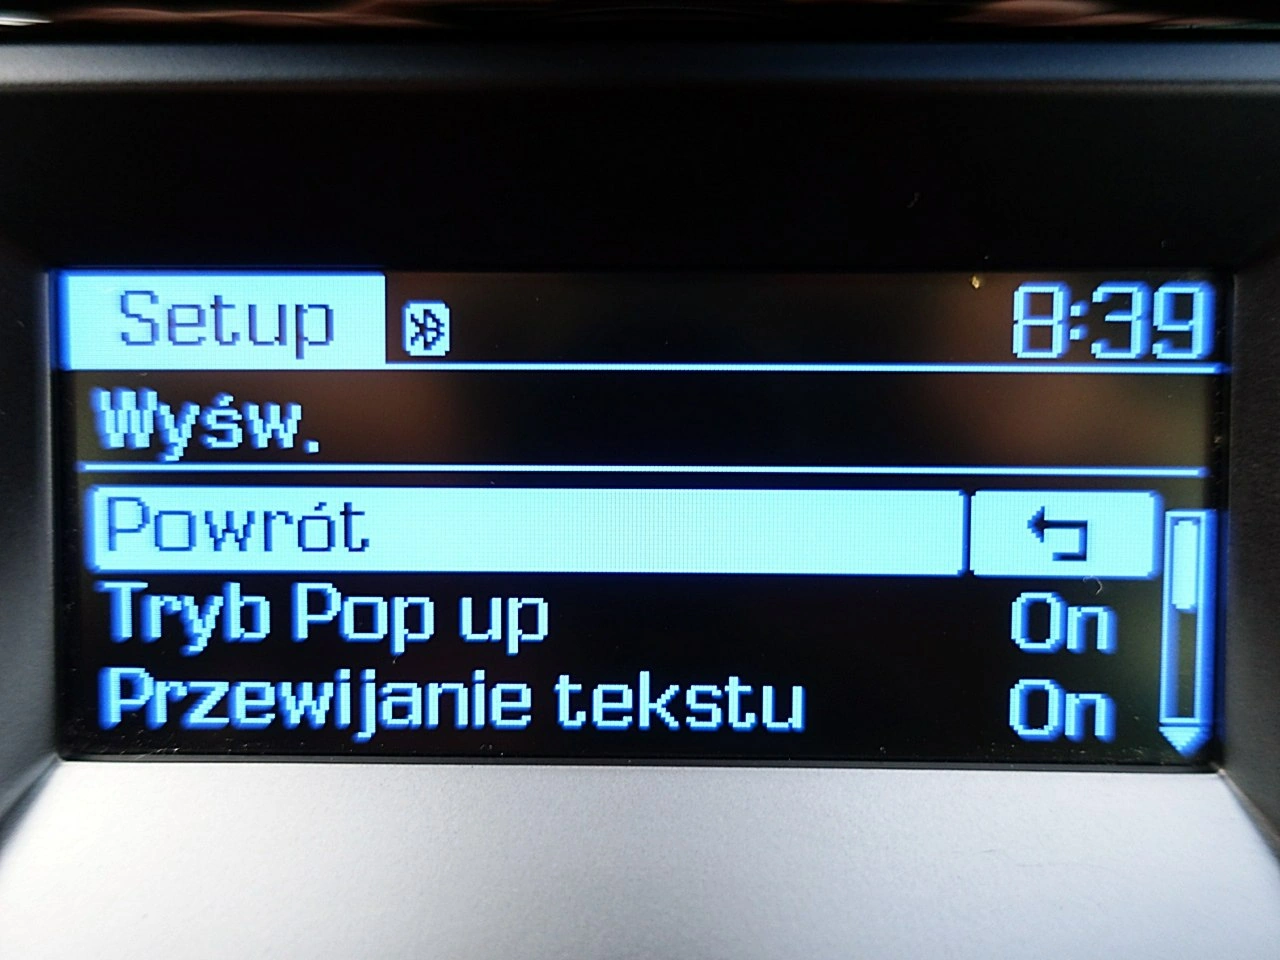 Setup 8:39
Wyśw.
Powrót
Tryb Pop up On
Przewijanie tekstu On